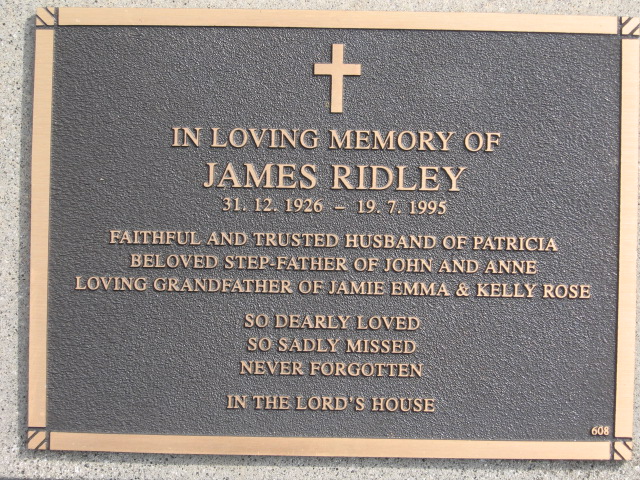 IN LOVING MEMORY OF
JAMES RIDLEY
31. 12. 1926 – 19. 7. 1995
FAITHFUL AND TRUSTED HUSBAND OF PATRICIA
BELOVED STEP-FATHER OF JOHN AND ANNE
LOVING GRANDFATHER OF JAMIE EMMA & KELLY ROSE
SO DEARLY LOVED
SO SADLY MISSED
NEVER FORGOTTEN
IN THE LORD'S HOUSE
608